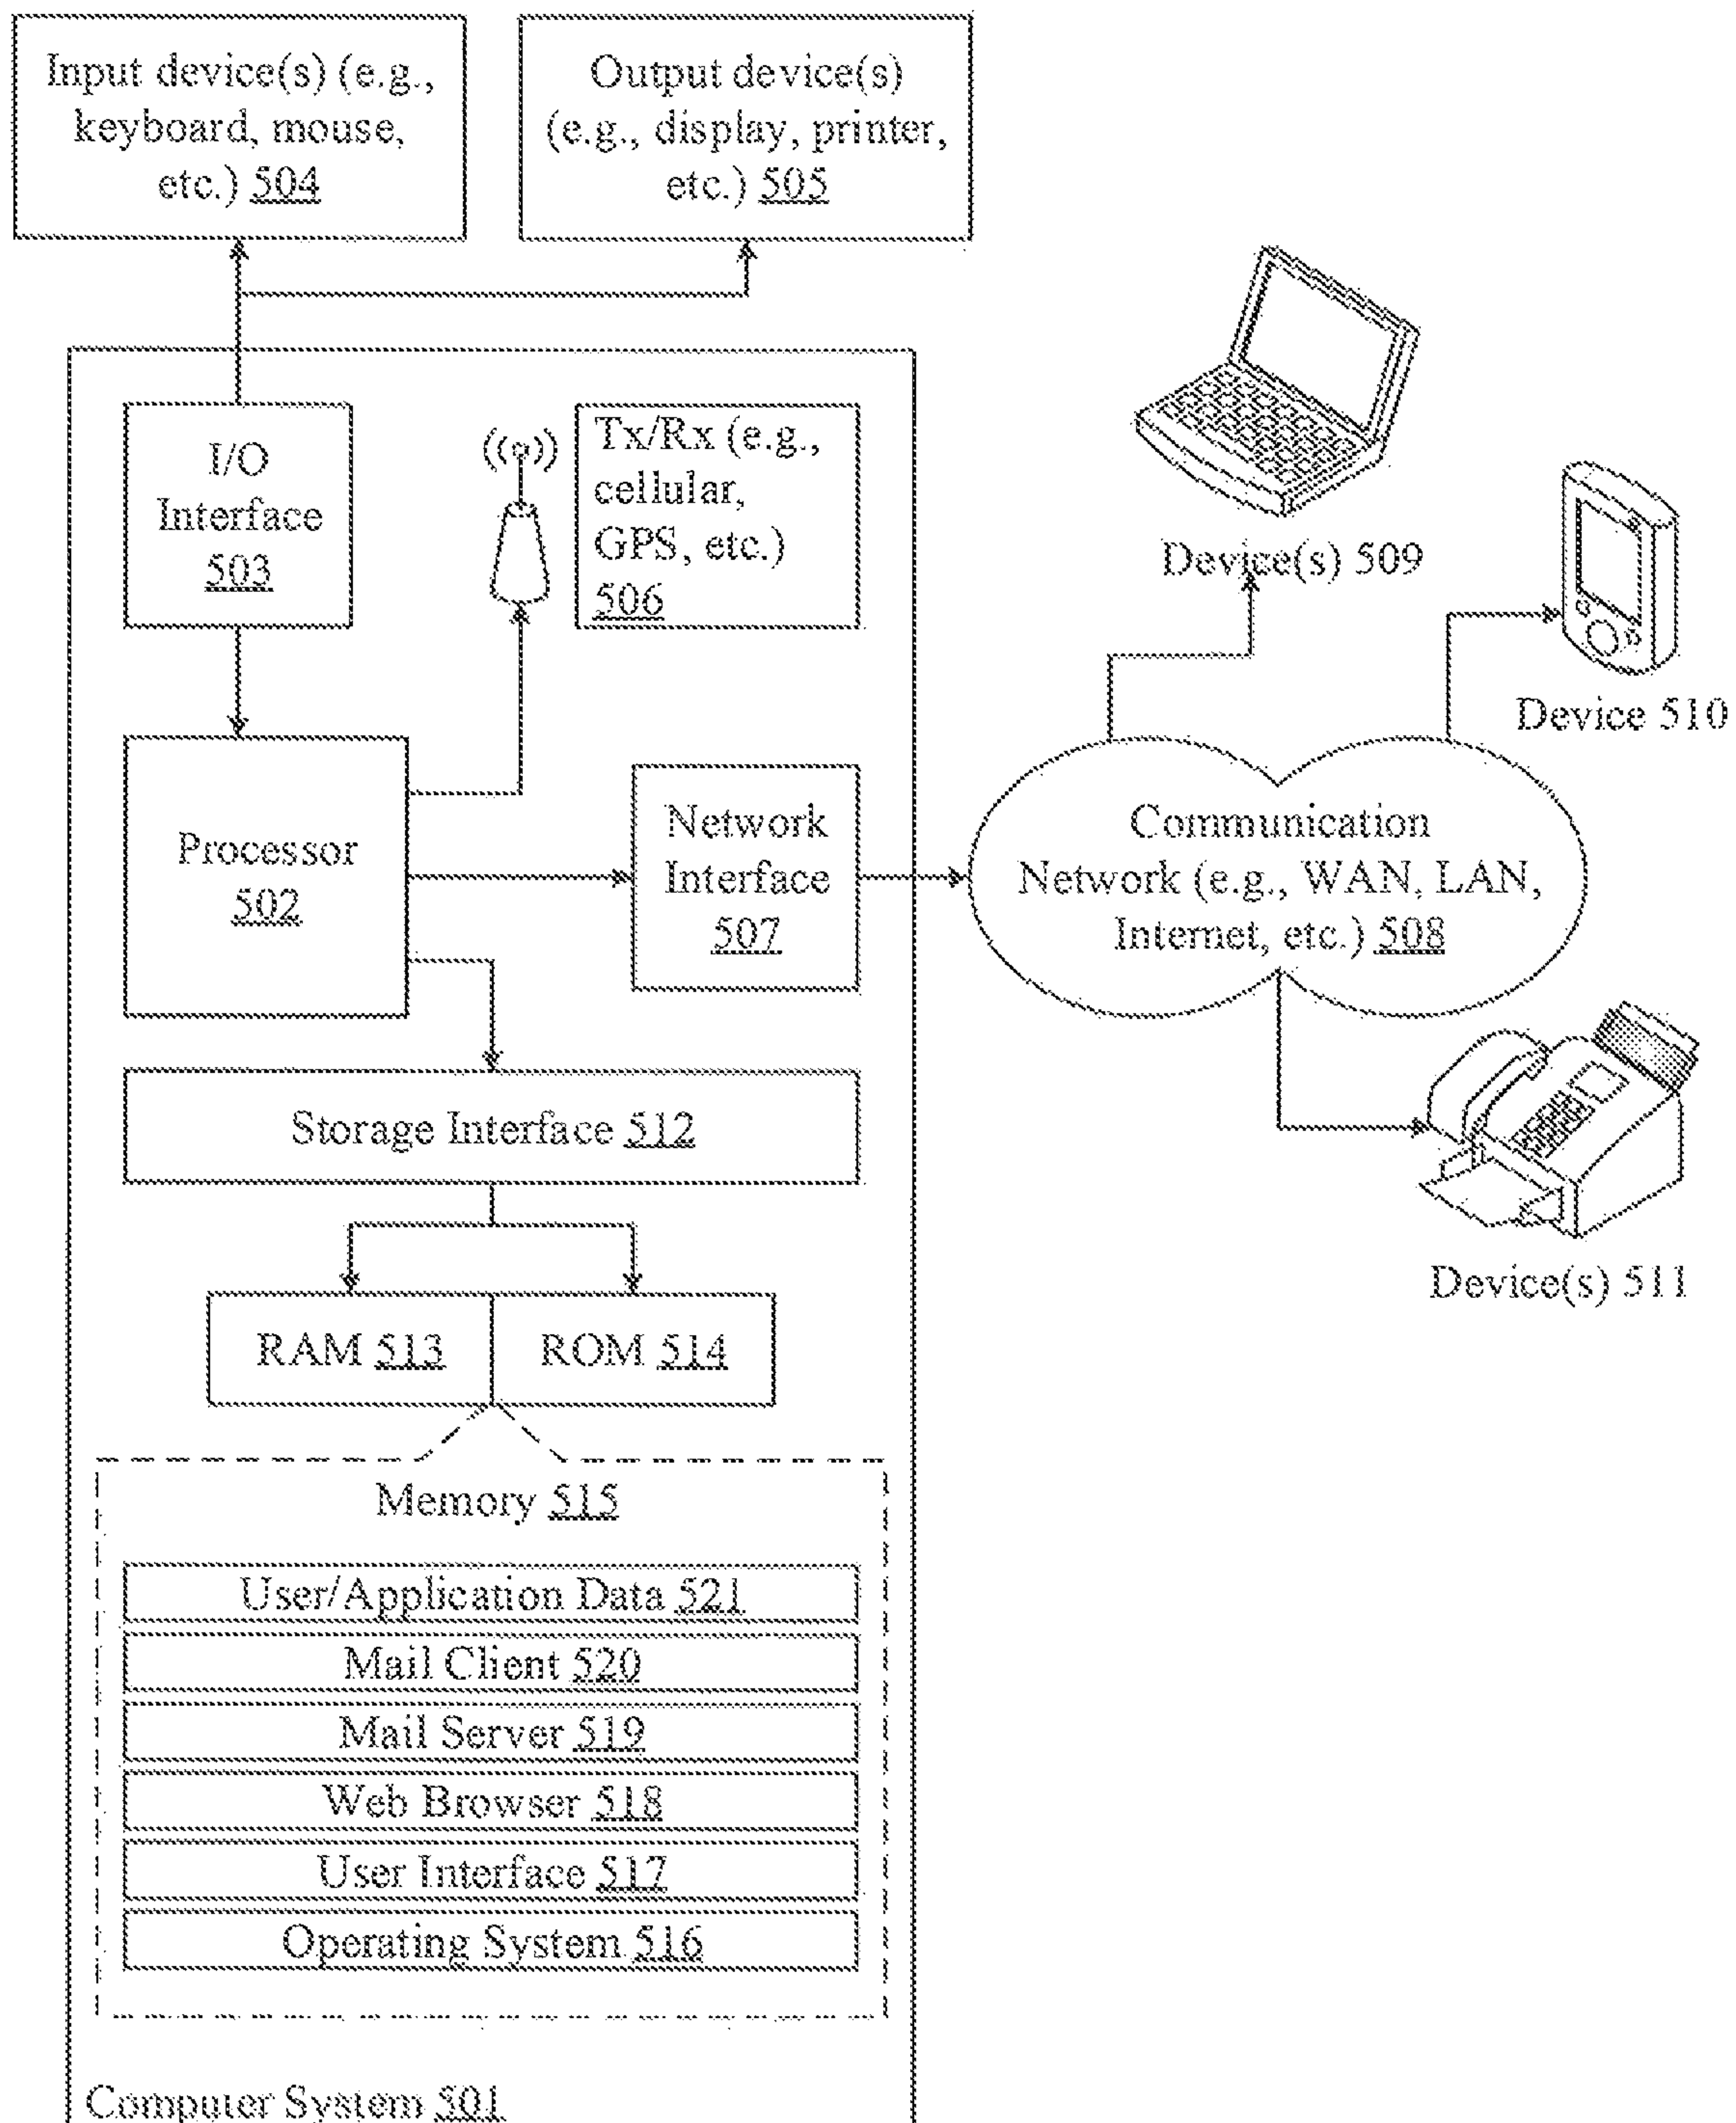 Input device(s) (e.g.,
keyboard, mouse,
etc.) 504
Output device(s)
(e.g., display, printer,
etc.) 505
I/O
Interface
503
Tx/Rx (e.g.,
cellular,
GPS, etc.)
506
Device(s) 509
Device 510
Processor
502
Network
Interface
507
Communication
Network (e.g., WAN, LAN,
Internet, etc.) 508
Storage Interface 512
Device(s) 511
RAM 513
ROM 514
Memory 515
User/Application Data 521
Mail Client 520
Mail Server 519
Web Browser 518
User Interface 517
Operating System 516
Computer System 501